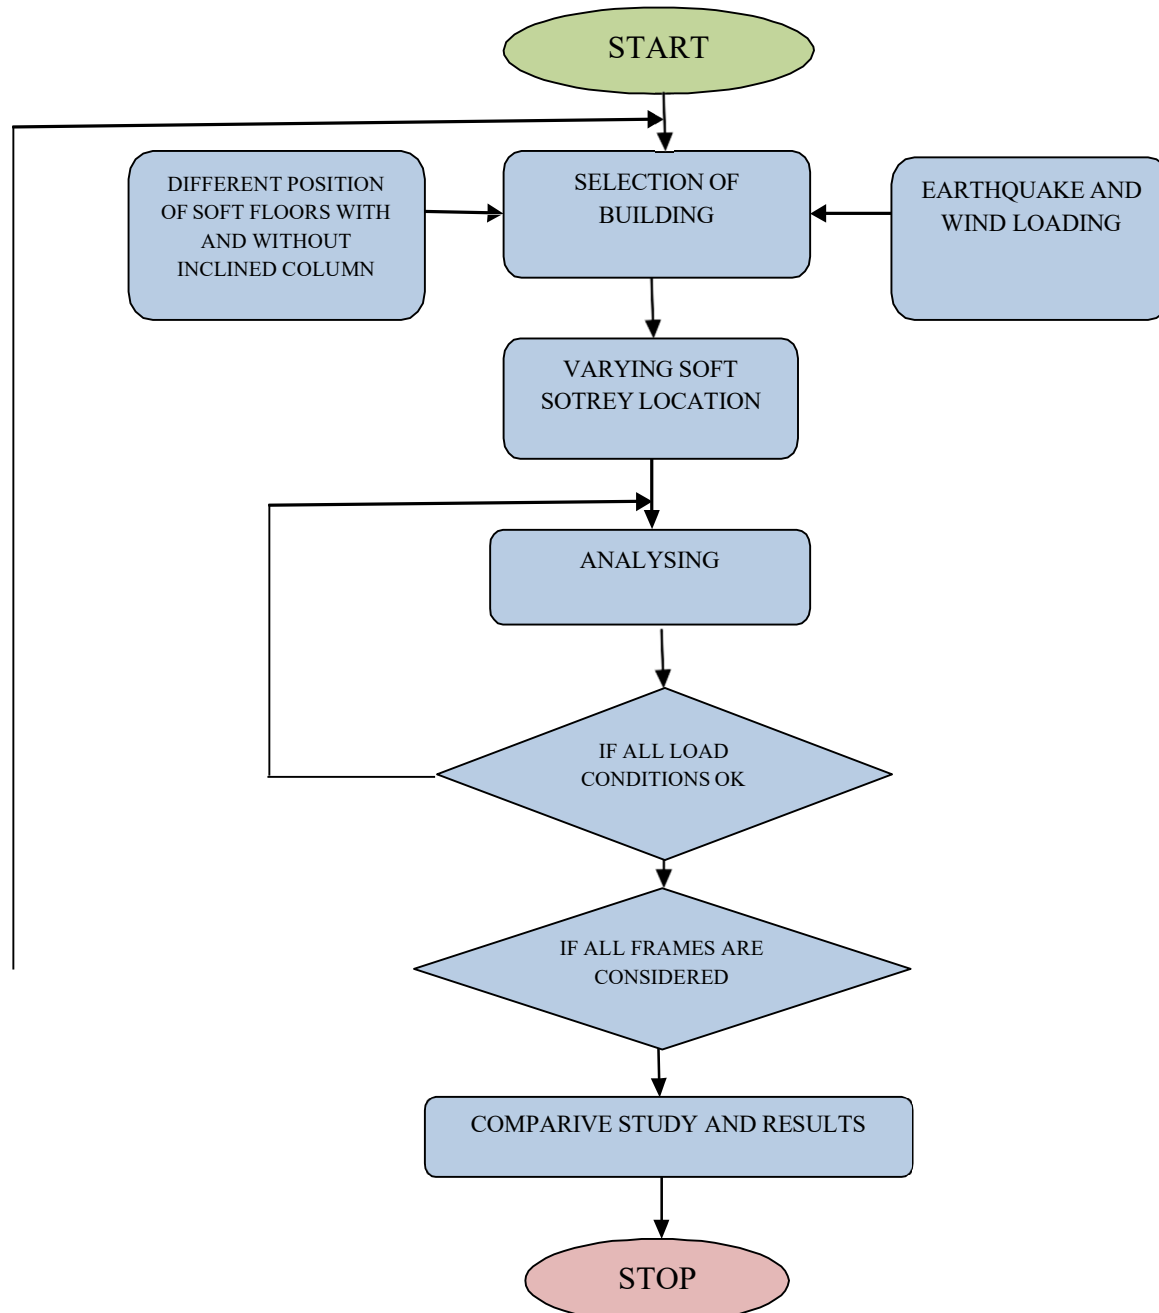 START
DIFFERENT POSITION
OF SOFT FLOORS WITH
AND WITHOUT
INCLINED COLUMN
SELECTION OF
BUILDING
EARTHQUAKE AND
WIND LOADING
VARYING SOFT
SOTREY LOCATION
ANALYSING
IF ALL LOAD
CONDITIONS OK
IF ALL FRAMES ARE
CONSIDERED
COMPARIVE STUDY AND RESULTS
STOP